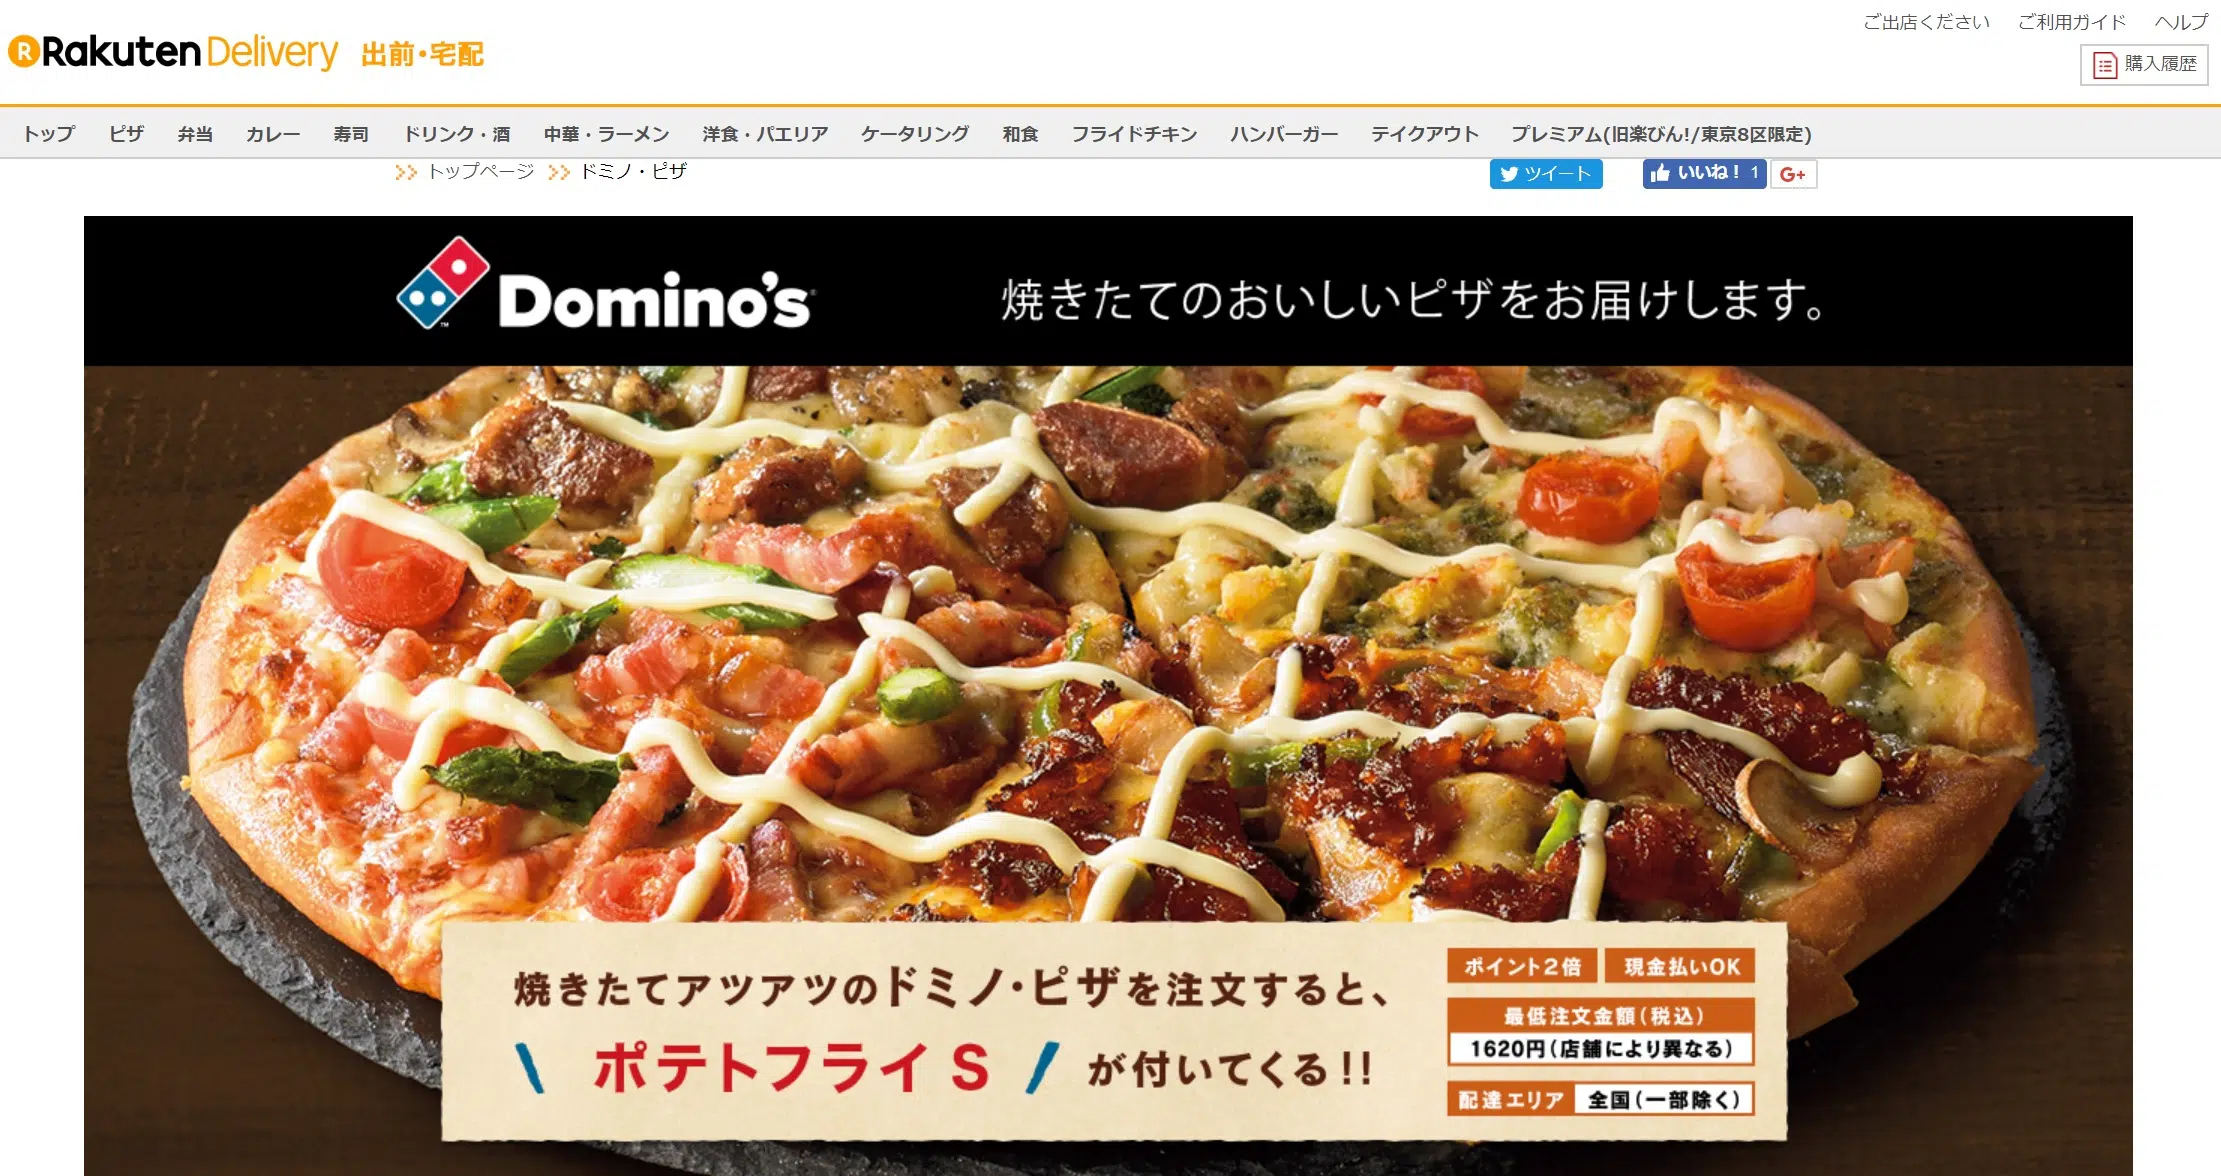 ご出店ください ご利用ガイド ヘルプ
Rakuten Delivery 出前・宅配
購入履歴
トップ ピザ 弁当 カレー 寿司 ドリンク・酒 中華・ラーメン 洋食・パエリア ケータリング 和食 フライドチキン ハンバーガー テイクアウト プレミアム(旧楽びん!/東京8区限定)
トップページ ドミノ・ピザ
ツイート いいね! 1 G+
Domino's 焼きたてのおいしいピザをお届けします。
焼きたてアツアツのドミノ・ピザを注文すると、
ポテトフライ S が付いてくる!!
ポイント2倍 現金払いOK
最低注文金額(税込)
1620円(店舗により異なる)
配達エリア 全国(一部除く)